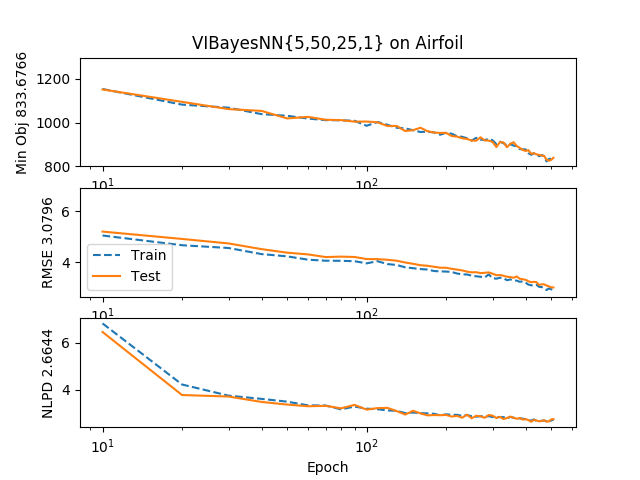 VIBayesNN{5,50,25,1} on Airfoil
Min Obj 833.6766
1200
1000
800
10¹
10²
RMSE 3.0796
6
4
Train
Test
10¹
10²
NLPD 2.6644
6
4
10¹
10²
Epoch